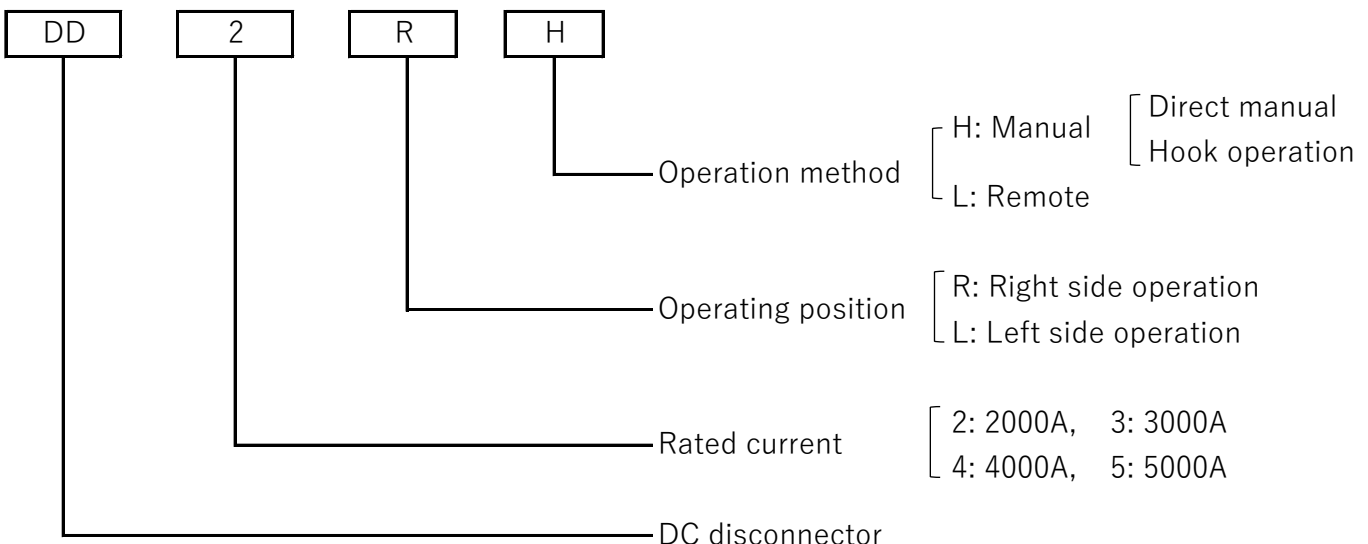 DD 2 R H
Direct manual
H: Manual
Hook operation
Operation method
L: Remote
R: Right side operation
Operating position
L: Left side operation
2: 2000A, 3: 3000A
Rated current
4: 4000A, 5: 5000A
DC disconnector